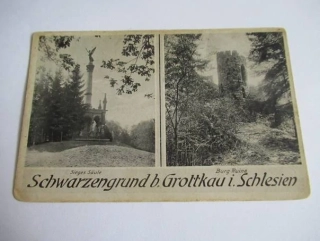 Sieges Säule Burg Ruine
Schwarzengrund b. Grottkau i. Schlesien